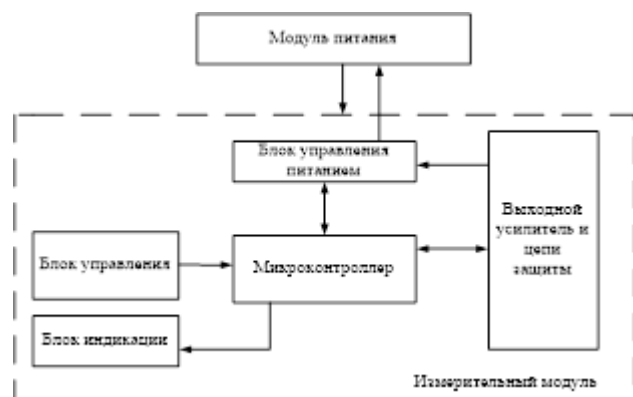 Модуль питания
Блок управления
питанием
Выходной
усилитель и
цепи
защиты
Блок управления
Микроконтроллер
Блок индикации
Измерительный модуль